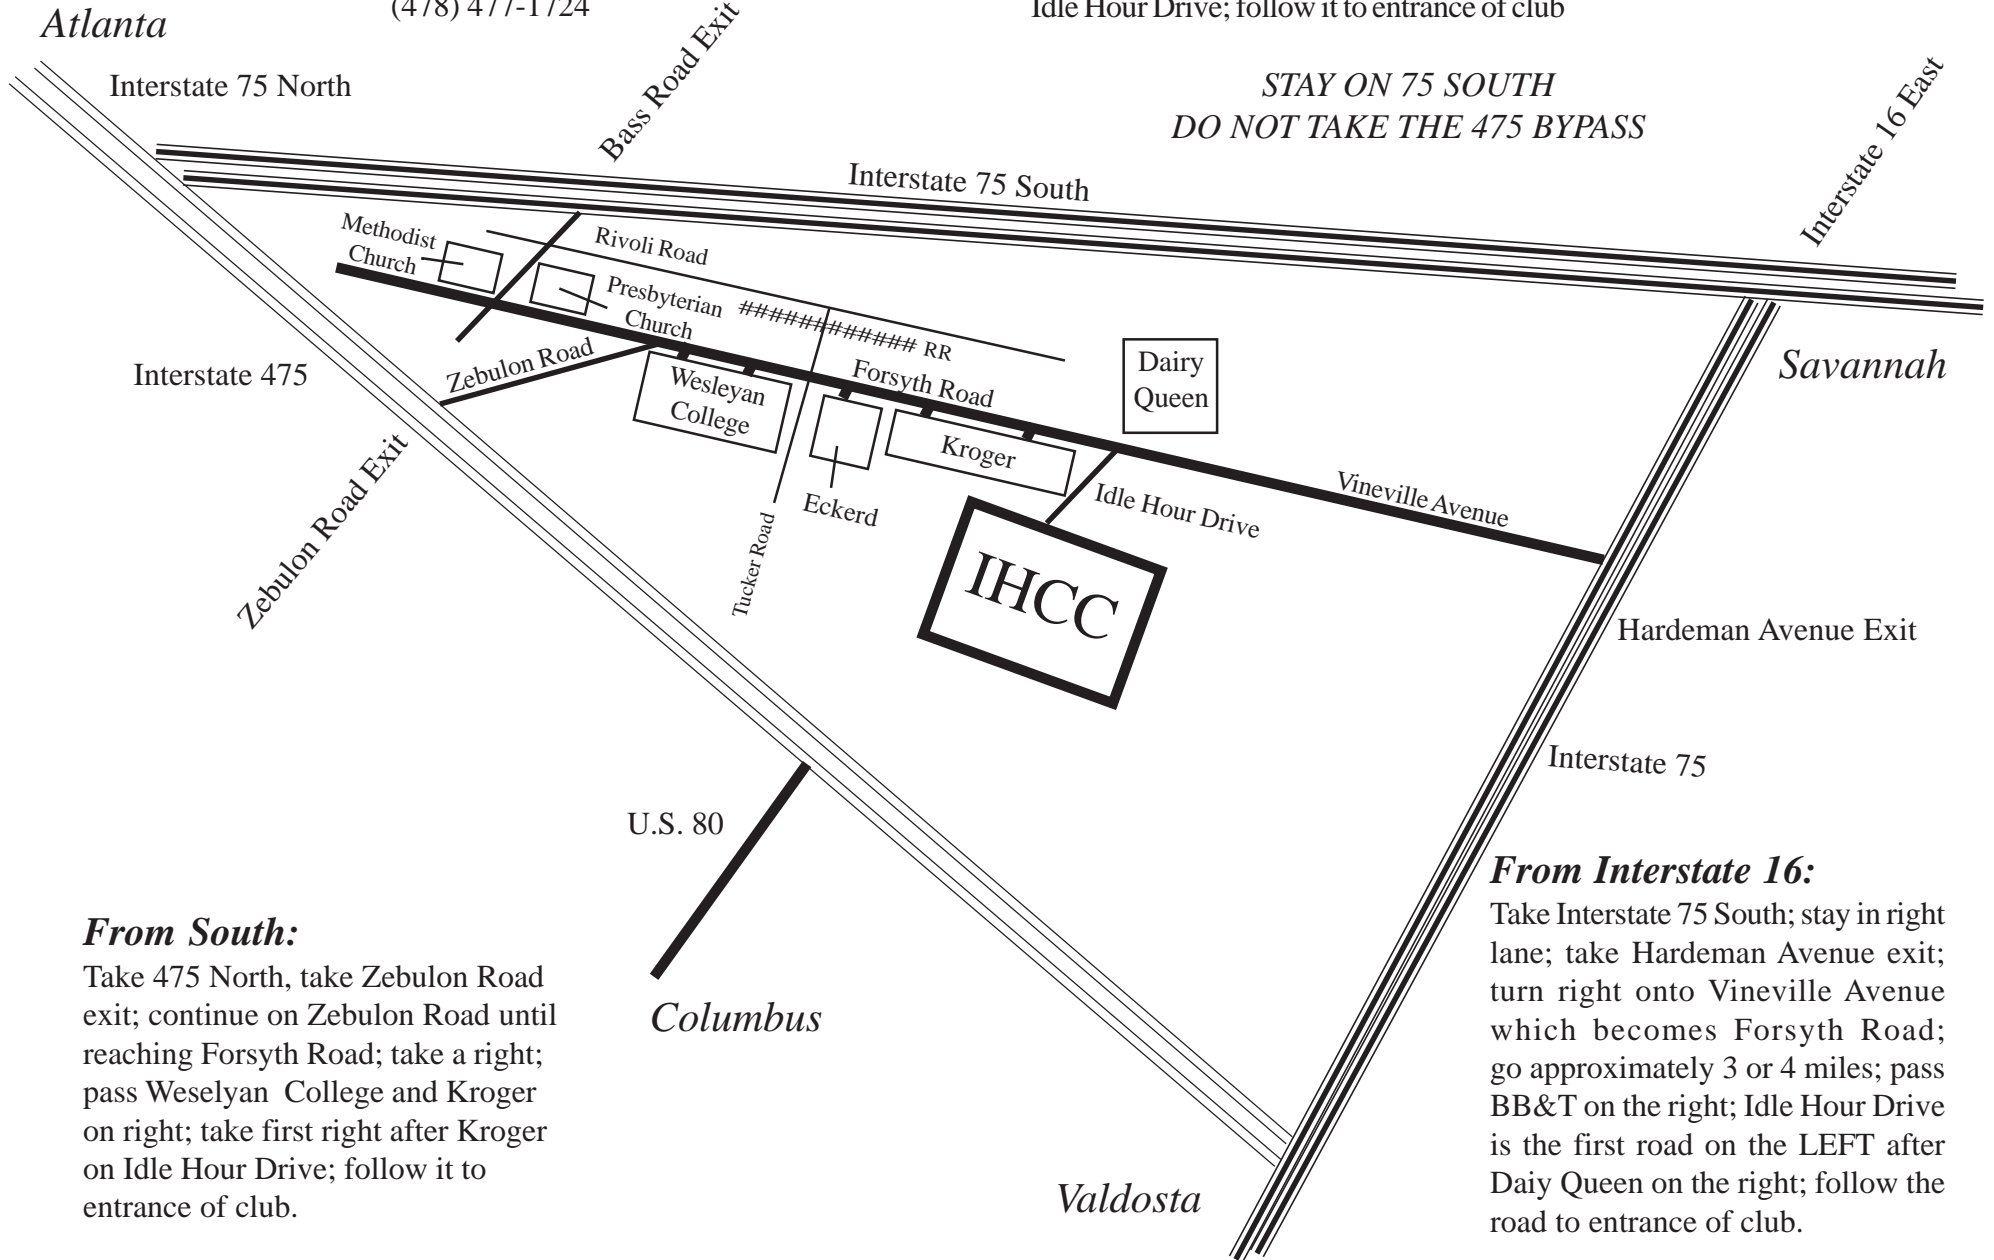 (478) 477-1724
Idle Hour Drive; follow it to entrance of club
Atlanta
Interstate 75 North
Bass Road Exit
STAY ON 75 SOUTH
DO NOT TAKE THE 475 BYPASS
Interstate 16 East
Interstate 75 South
Methodist
Church
Rivoli Road
Presbyterian
Church
############ RR
Interstate 475
Zebulon Road
Wesleyan
College
Forsyth Road
Dairy
Queen
Savannah
Kroger
Eckerd
Idle Hour Drive
Vineville Avenue
Zebulon Road Exit
Tucker Road
IHCC
Hardeman Avenue Exit
Interstate 75
U.S. 80
Columbus
Valdosta
From South:
Take 475 North, take Zebulon Road
exit; continue on Zebulon Road until
reaching Forsyth Road; take a right;
pass Weselyan College and Kroger
on right; take first right after Kroger
on Idle Hour Drive; follow it to
entrance of club.
From Interstate 16:
Take Interstate 75 South; stay in right
lane; take Hardeman Avenue exit;
turn right onto Vineville Avenue
which becomes Forsyth Road;
go approximately 3 or 4 miles; pass
BB&T on the right; Idle Hour Drive
is the first road on the LEFT after
Daiy Queen on the right; follow the
road to entrance of club.